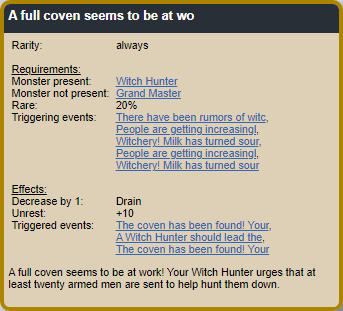 A full coven seems to be at wo
Rarity: always
Requirements:
Monster present: Witch Hunter
Monster not present: Grand Master
Rare: 20%
Triggering events: There have been rumors of witc,
People are getting increasingl,
Witchery! Milk has turned sour,
People are getting increasingl,
Witchery! Milk has turned sour
Effects:
Decrease by 1: Drain
Unrest: +10
Triggered events: The coven has been found! Your,
A Witch Hunter should lead the,
The coven has been found! Your
A full coven seems to be at work! Your Witch Hunter urges that at
least twenty armed men are sent to help hunt them down.